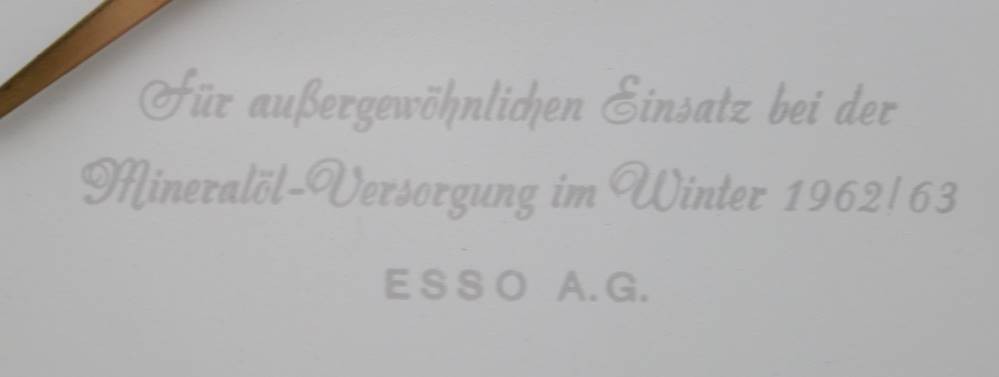 Für außergewöhnlichen Einsatz bei der
Mineralöl-Versorgung im Winter 1962/63
ESSO A.G.